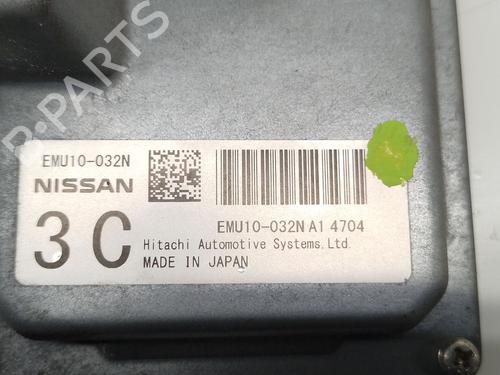 B-PARTS
EMU10-032N
NISSAN
3C
EMU10-032N A1 4704
Hitachi Automotive Systems,Ltd.
MADE IN JAPAN